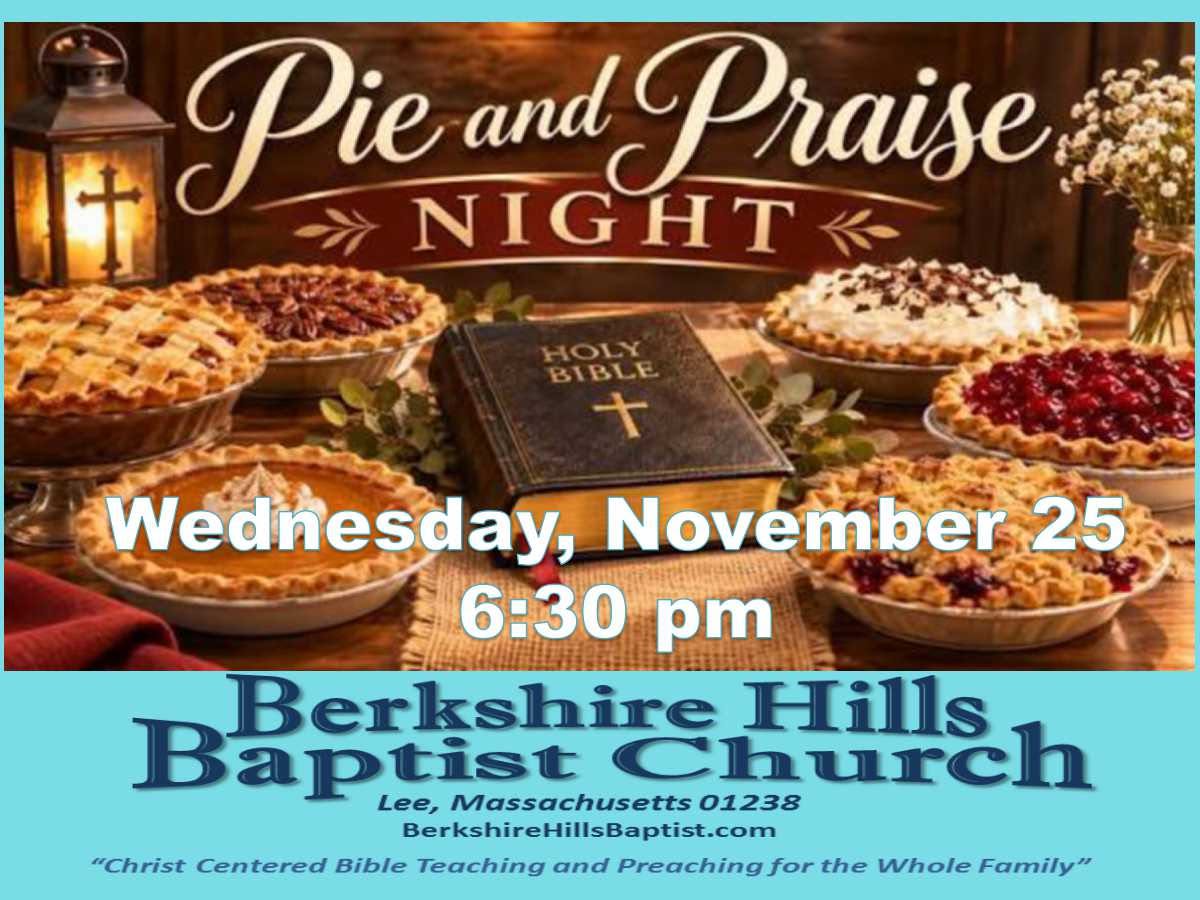 Pie and Praise
NIGHT
HOLY
BIBLE
Wednesday, November 25
6:30 pm
Berkshire Hills
Baptist Church
Lee, Massachusetts 01238
BerkshireHillsBaptist.com
“Christ Centered Bible Teaching and Preaching for the Whole Family”